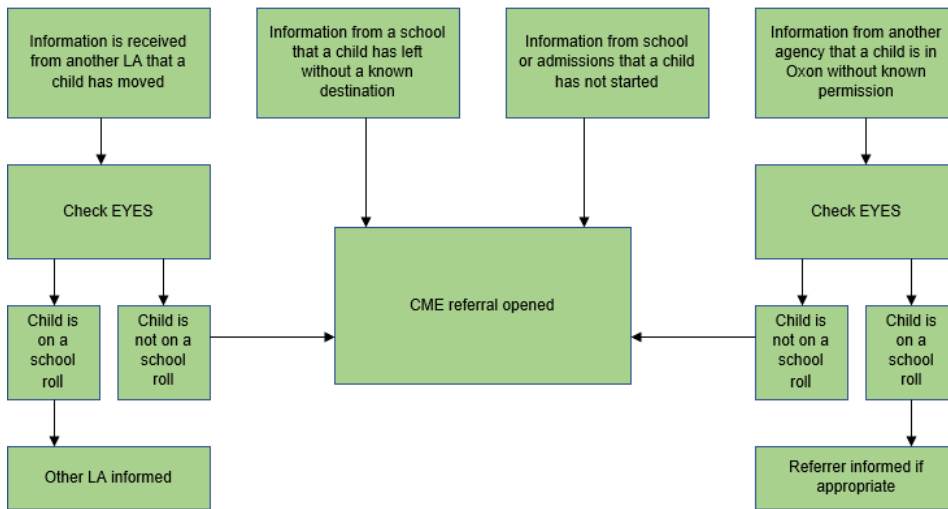 Information is received
from another LA that a
child has moved
Information from a school
that a child has left
without a known
destination
Information from school
or admissions that a child
has not started
Information from another
agency that a child is in
Oxon without known
permission
Check EYES
Check EYES
CME referral opened
Child is
on a
school
roll
Child is
not on a
school
roll
Child is
not on a
school
roll
Child is
on a
school
roll
Other LA informed
Referrer informed if
appropriate